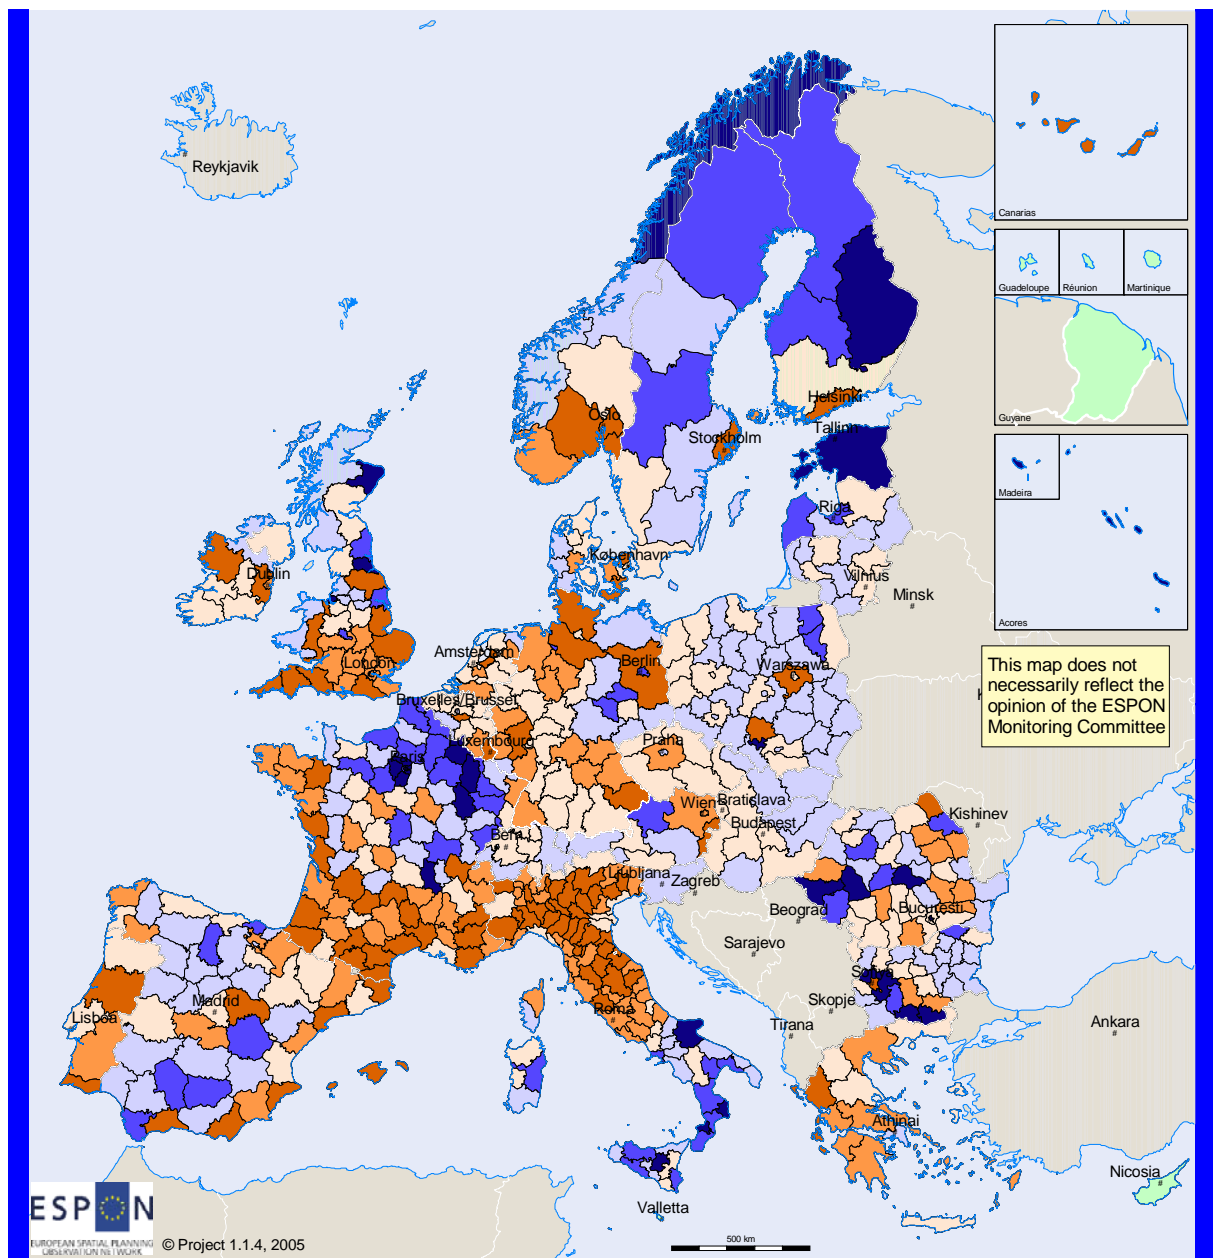 Reykjavik
Canarias
Guadeloupe
Réunion
Martinique
Guyane
Madeira
Acores
Oslo
Helsinki
Stockholm
Tallinn
Riga
København
Dublin
Vilnius
Minsk
London
Amsterdam
Berlin
Warszawa
This map does not
necessarily reflect the
opinion of the ESPON
Monitoring Committee
K
Bruxelles/Brussel
Luxembourg
Praha
Paris
Wien
Bratislava
Kishinev
Bern
Budapest
Ljubljana
Zagreb
Beograd
Bucuresti
Sarajevo
Madrid
Lisboa
Roma
Skopje
Tirana
Ankara
Athinai
Nicosia
Valletta
ESPON
EUROPEAN SPATIAL PLANNING
OBSERVATION NETWORK
© Project 1.1.4, 2005
500 km